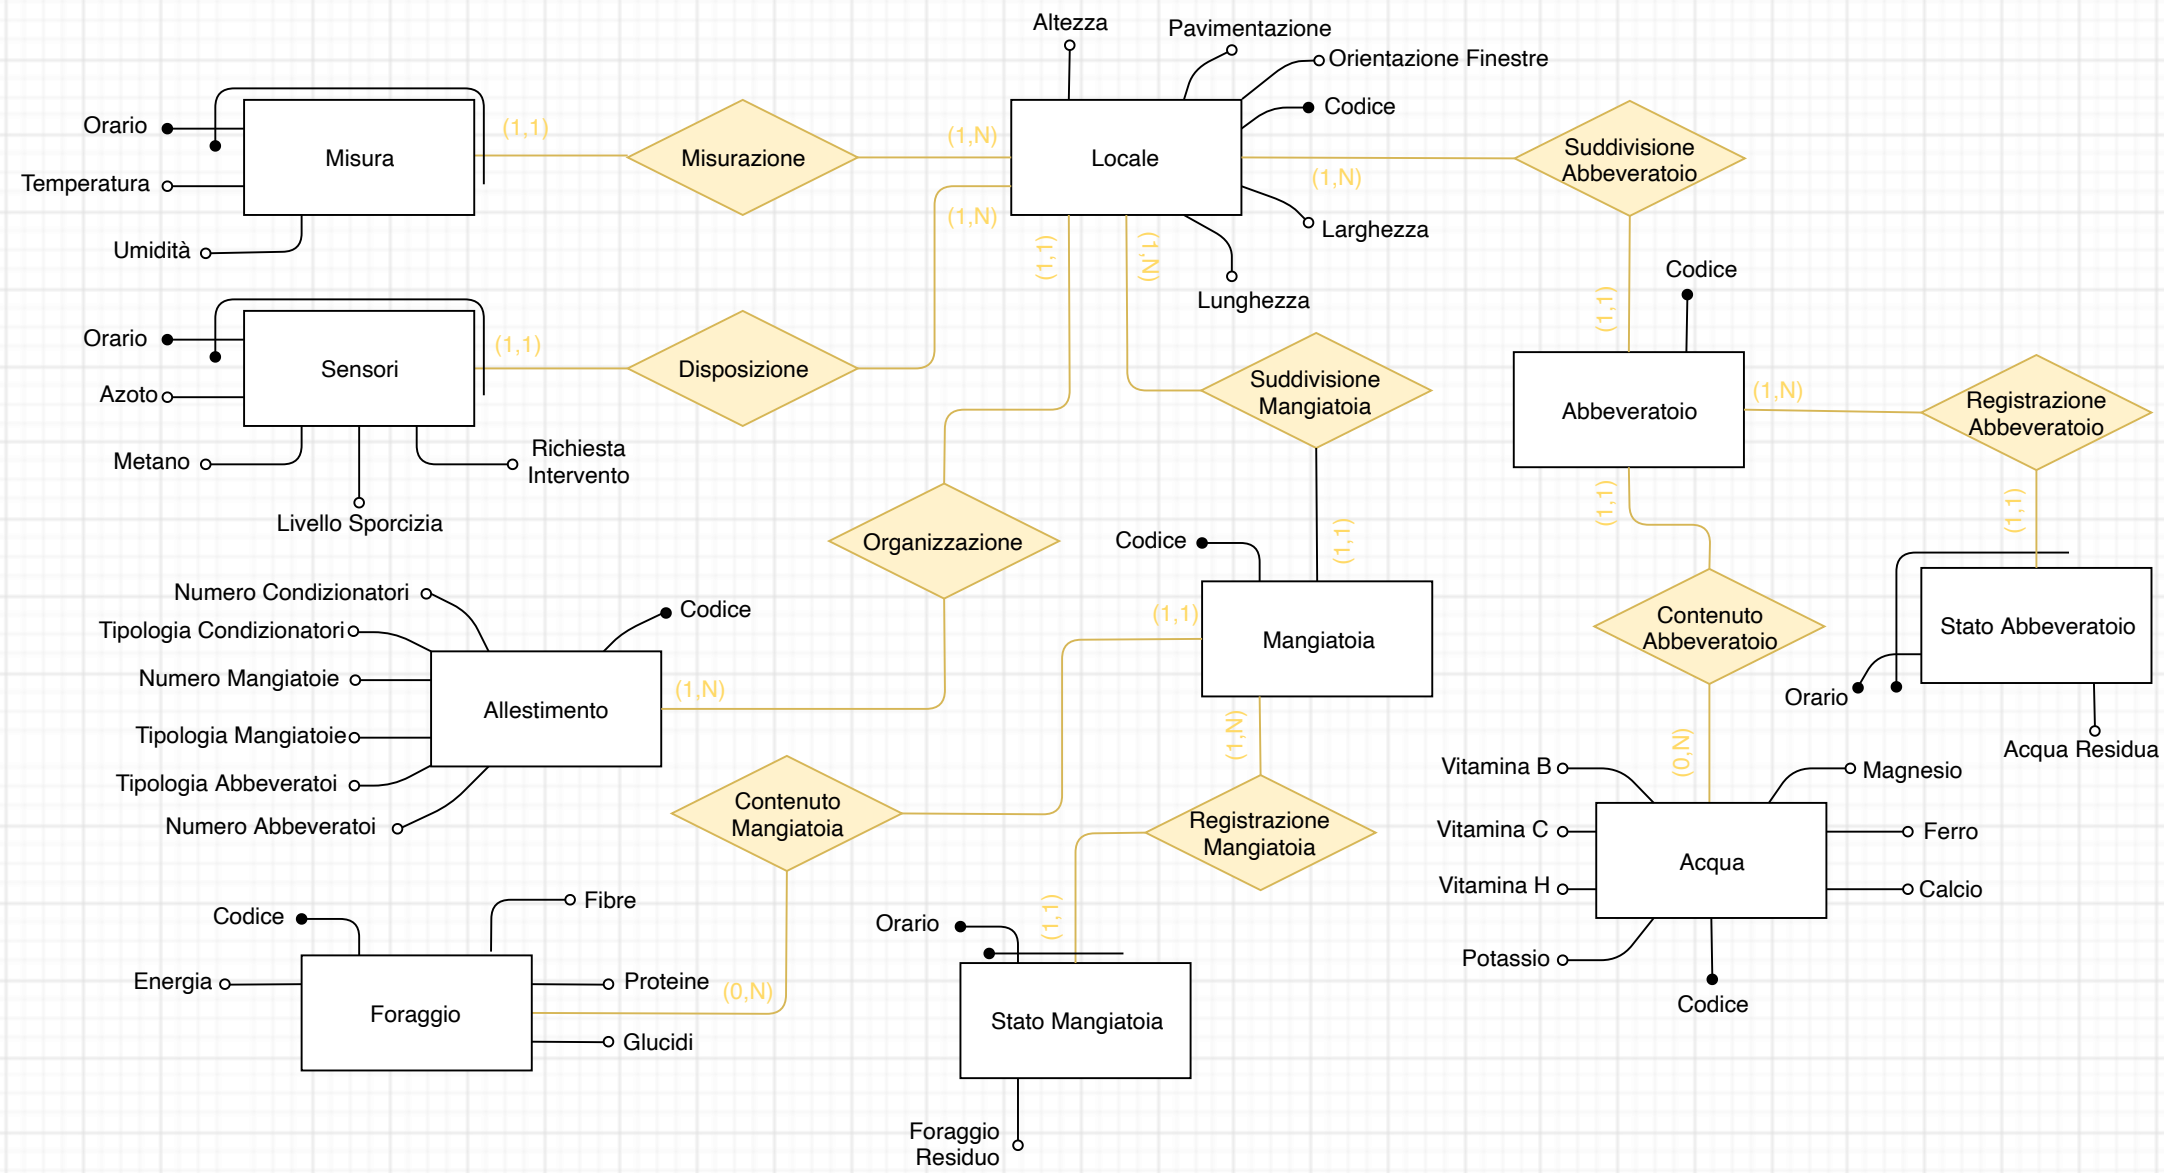 Altezza
Pavimentazione
Orientazione Finestre
Codice
Orario
(1,1)
(1,N)
Misura
Misurazione
Locale
Suddivisione
Abbeveratoio
(1,N)
Temperatura
(1,N)
Larghezza
Umidità
(1,1)
(1,N)
Lunghezza
Codice
(1,1)
Orario
(1,1)
Sensori
Disposizione
Suddivisione
Mangiatoia
Azoto
Abbeveratoio
(1,N)
Registrazione
Abbeveratoio
Metano
Richiesta
Intervento
Livello Sporcizia
(1,1)
(1,1)
Organizzazione
Codice
(1,1)
Numero Condizionatori
Codice
Tipologia Condizionatori
(1,1)
Mangiatoia
Contenuto
Abbeveratoio
Stato Abbeveratoio
Numero Mangiatoie
(1,N)
Orario
Allestimento
Tipologia Mangiatoie
(1,N)
(0,N)
Acqua Residua
Tipologia Abbeveratoi
Numero Abbeveratoi
Contenuto
Mangiatoia
Registrazione
Mangiatoia
Vitamina B
Magnesio
Vitamina C
Ferro
Acqua
Vitamina H
Calcio
Potassio
Codice
Codice
Fibre
(1,1)
Orario
Energia
Proteine
(0,N)
Foraggio
Stato Mangiatoia
Glucidi
Foraggio
Residuo